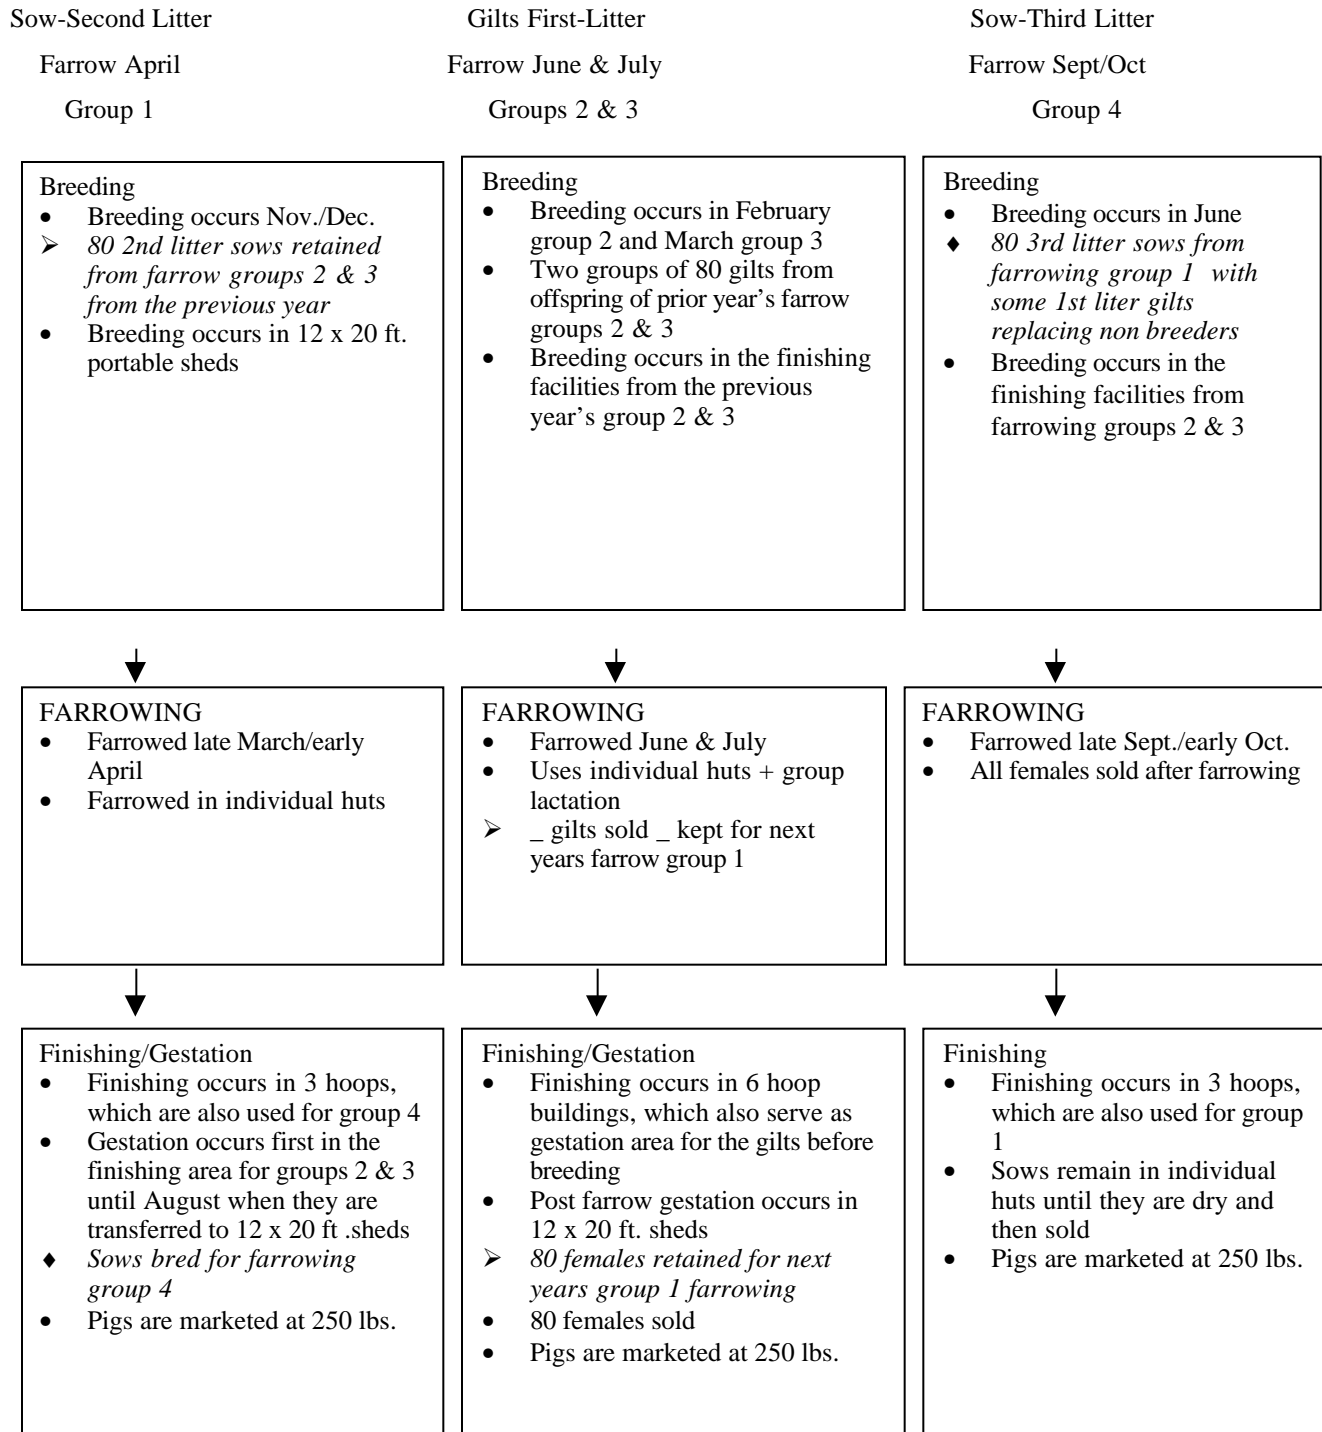 Sow-Second Litter
Farrow April
Group 1
Gilts First-Litter
Farrow June & July
Groups 2 & 3
Sow-Third Litter
Farrow Sept/Oct
Group 4
Breeding
• Breeding occurs Nov./Dec.
➢ 80 2nd litter sows retained
from farrow groups 2 & 3
from the previous year
• Breeding occurs in 12 x 20 ft.
portable sheds
Breeding
• Breeding occurs in February
group 2 and March group 3
• Two groups of 80 gilts from
offspring of prior year’s farrow
groups 2 & 3
• Breeding occurs in the finishing
facilities from the previous
year’s group 2 & 3
Breeding
• Breeding occurs in June
♦ 80 3rd litter sows from
farrowing group 1 with
some 1st liter gilts
replacing non breeders
• Breeding occurs in the
finishing facilities from
farrowing groups 2 & 3
FARROWING
• Farrowed late March/early
April
• Farrowed in individual huts
FARROWING
• Farrowed June & July
• Uses individual huts + group
lactation
➢ _ gilts sold _ kept for next
years farrow group 1
FARROWING
• Farrowed late Sept./early Oct.
• All females sold after farrowing
Finishing/Gestation
• Finishing occurs in 3 hoops,
which are also used for group 4
• Gestation occurs first in the
finishing area for groups 2 & 3
until August when they are
transferred to 12 x 20 ft .sheds
♦ Sows bred for farrowing
group 4
• Pigs are marketed at 250 lbs.
Finishing/Gestation
• Finishing occurs in 6 hoop
buildings, which also serve as
gestation area for the gilts before
breeding
• Post farrow gestation occurs in
12 x 20 ft. sheds
➢ 80 females retained for next
years group 1 farrowing
• 80 females sold
• Pigs are marketed at 250 lbs.
Finishing
• Finishing occurs in 3 hoops,
which are also used for group
1
• Sows remain in individual
huts until they are dry and
then sold
• Pigs are marketed at 250 lbs.